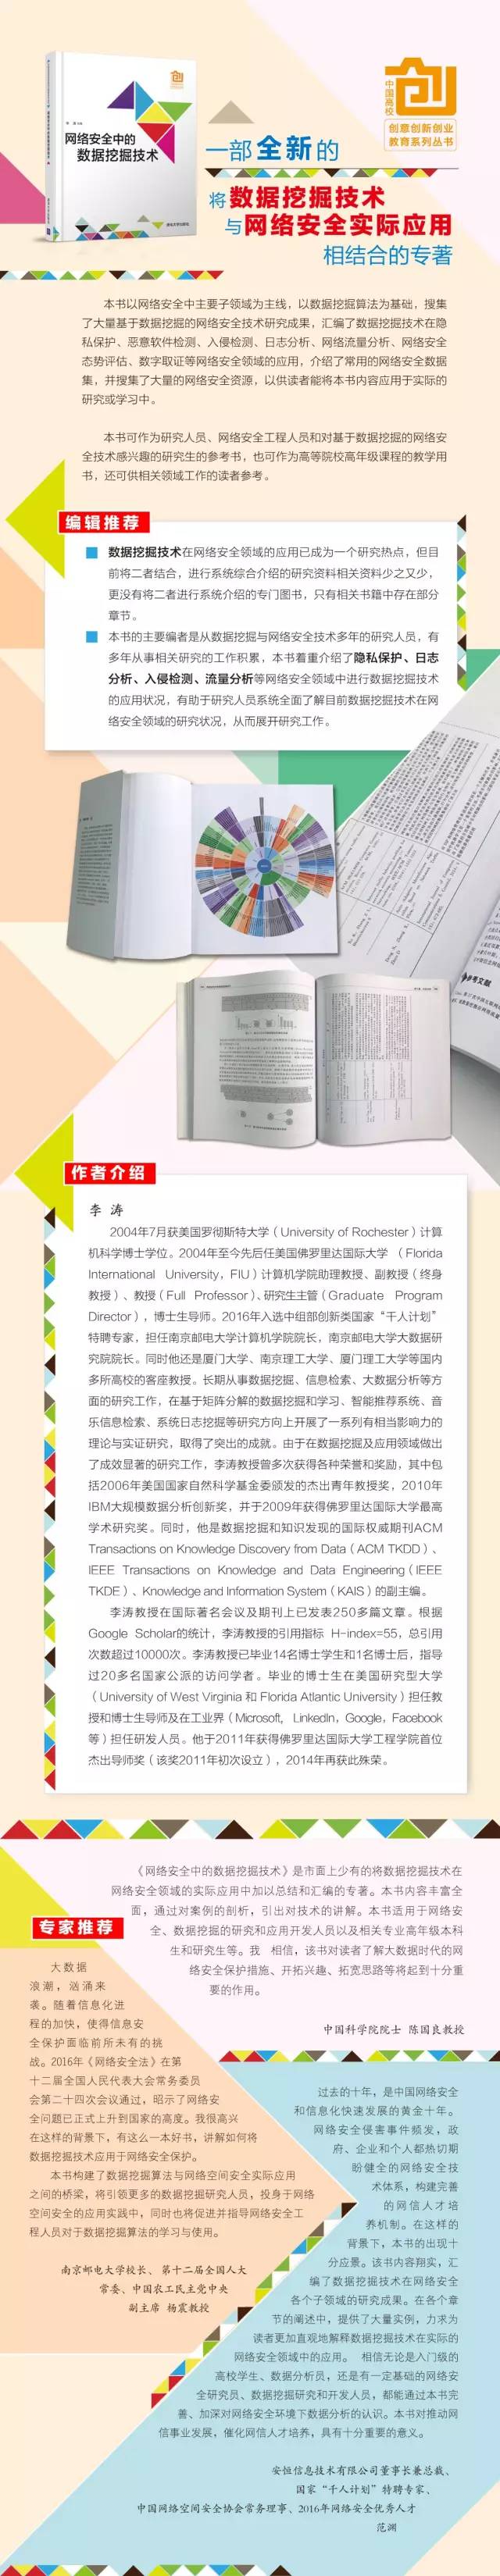 网络安全中的
数据挖掘技术
创
中国高校
创意创新创业
教育系列丛书
一部 全新的
将 数据挖掘技术
与 网络安全实际应用
相结合的专著
本书以网络安全中主要子领域为主线，以数据挖掘算法为基础，搜集
了大量基于数据挖掘的网络安全技术研究成果，汇编了数据挖掘技术在隐
私保护、恶意软件检测、入侵检测、日志分析、网络流量分析、网络安全
态势评估、数字取证等网络安全领域的应用，介绍了常用的网络安全数据
集，并搜集了大量的网络安全资源，以供读者能将本书内容应用于实际的
研究或学习中。
本书可作为研究人员、网络安全工程人员和对基于数据挖掘的网络安
全技术感兴趣的研究生的参考书，也可作为高等院校高年级课程的教学用
书，还可供相关领域工作的读者参考。
编辑推荐
数据挖掘技术在网络安全领域的应用已成为一个研究热点，但目
前将二者结合，进行系统综合介绍的研究资料相关资料少之又少，
更没有将二者进行系统介绍的专门图书，只有相关书籍中存在部分
章节。
本书的主要编者是从数据挖掘与网络安全技术多年的研究人员，有
多年从事相关研究的工作积累，本书着重介绍了隐私保护、日志
分析、入侵检测、流量分析等网络安全领域中进行数据挖掘技术
的应用状况，有助于研究人员系统全面了解目前数据挖掘技术在网
络安全领域的研究状况，从而展开研究工作。
参考文献
作者介绍
李 涛
2004年7月获美国罗彻斯特大学（University of Rochester）计算
机科学博士学位。2004年至今先后任美国佛罗里达国际大学 （Florida
International University，FIU）计算机学院助理教授、副教授（终身
教授）、教授（Full Professor）、研究生主管（Graduate Program
Director），博士生导师。2016年入选中组部创新类国家“千人计划”
特聘专家，担任南京邮电大学计算机学院院长，南京邮电大学大数据研
究院院长。同时他还是厦门大学、南京理工大学、厦门理工大学等国内
多所高校的客座教授。长期从事数据挖掘、信息检索、大数据分析等方
面的研究工作，在基于矩阵分解的数据挖掘和学习、智能推荐系统、音
乐信息检索、系统日志挖掘等研究方向上开展了一系列有相当影响力的
理论与实证研究，取得了突出的成就。由于在数据挖掘及应用领域做出
了成效显著的研究工作，李涛教授曾多次获得各种荣誉和奖励，其中包
括2006年美国国家自然科学基金委颁发的杰出青年教授奖，2010年
IBM大规模数据分析创新奖，并于2009年获得佛罗里达国际大学最高
学术研究奖。同时，他是数据挖掘和知识发现的国际权威期刊ACM
Transactions on Knowledge Discovery from Data（ACM TKDD）、
IEEE Transactions on Knowledge and Data Engineering（IEEE
TKDE）、Knowledge and Information System（KAIS）的副主编。
李涛教授在国际著名会议及期刊上已发表250多篇文章。根据
Google Scholar的统计，李涛教授的引用指标 H-index=55，总引用
次数超过10000次。李涛教授已毕业14名博士学生和1名博士后，指导
过20多名国家公派的访问学者。毕业的博士生在美国研究型大学
（University of West Virginia 和 Florida Atlantic University）担任教
授和博士生导师及在工业界（Microsoft，LinkedIn，Google，Facebook
等）担任研发人员。他于2011年获得佛罗里达国际大学工程学院首位
杰出导师奖（该奖2011年初次设立），2014年再获此殊荣。
《网络安全中的数据挖掘技术》是市面上少有的将数据挖掘技术在
网络安全领域的实际应用中加以总结和汇编的专著。本书内容丰富全
面，通过对案例的剖析，引出对技术的讲解。本书适用于网络安
全、数据挖掘的研究和应用开发人员以及相关专业高年级本科
生和研究生等。我 相信，该书对读者了解大数据时代的网
络安全保护措施、开拓兴趣、拓宽思路等将起到十分重
要的作用。
中国科学院院士 陈国良教授
专家推荐
大数据
浪潮，汹涌来
袭。随着信息化进
程的加快，使得信息安
全保护面临前所未有的挑
战。2016年《网络安全法》在第
十二届全国人民代表大会常务委员
会第二十四次会议通过，昭示了网络安
全问题已正式上升到国家的高度。我很高兴
在这样的背景下，有这么一本好书，讲解如何将
数据挖掘技术应用于网络安全保护。
本书构建了数据挖掘算法与网络空间安全实际应用
之间的桥梁，将引领更多的数据挖掘研究人员，投身于网络
空间安全的应用实践中，同时也将促进并指导网络安全工
程人员对于数据挖掘算法的学习与使用。
南京邮电大学校长、第十二届全国人大
常委、中国农工民主党中央
副主席 杨震教授
过去的十年，是中国网络安全
和信息化快速发展的黄金十年。
网络安全侵害事件频发，政
府、企业和个人都热切期
盼健全的网络安全技
术体系，构建完善
的网信人才培
养机制。在这样的
背景下，本书的出现十
分应景。该书内容翔实，汇
编了数据挖掘技术在网络安全
各个子领域的研究成果。在各个章
节的阐述中，提供了大量实例，力求为
读者更加直观地解释数据挖掘技术在实际的
网络安全领域中的应用。 相信无论是入门级的
高校学生、数据分析员，还是有一定基础的网络安
全研究员、数据挖掘研究和开发人员，都能通过本书完
善、加深对网络安全环境下数据分析的认识。本书对推动网
信事业发展，催化网信人才培养，具有十分重要的意义。
安恒信息技术有限公司董事长兼总裁、
国家“千人计划”特聘专家、
中国网络空间安全协会常务理事、2016年网络安全优秀人才
范渊